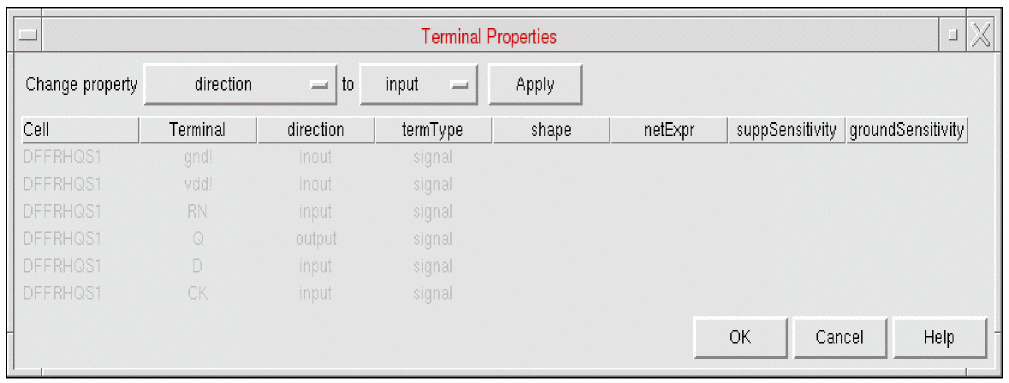 Terminal Properties
Change property direction to input Apply
Cell Terminal direction termType shape netExpr suppSensitivity groundSensitivity
DFFRHQS1 gnd! inout signal
DFFRHQS1 vdd! inout signal
DFFRHQS1 RN input signal
DFFRHQS1 Q output signal
DFFRHQS1 D input signal
DFFRHQS1 CK input signal
OK Cancel Help